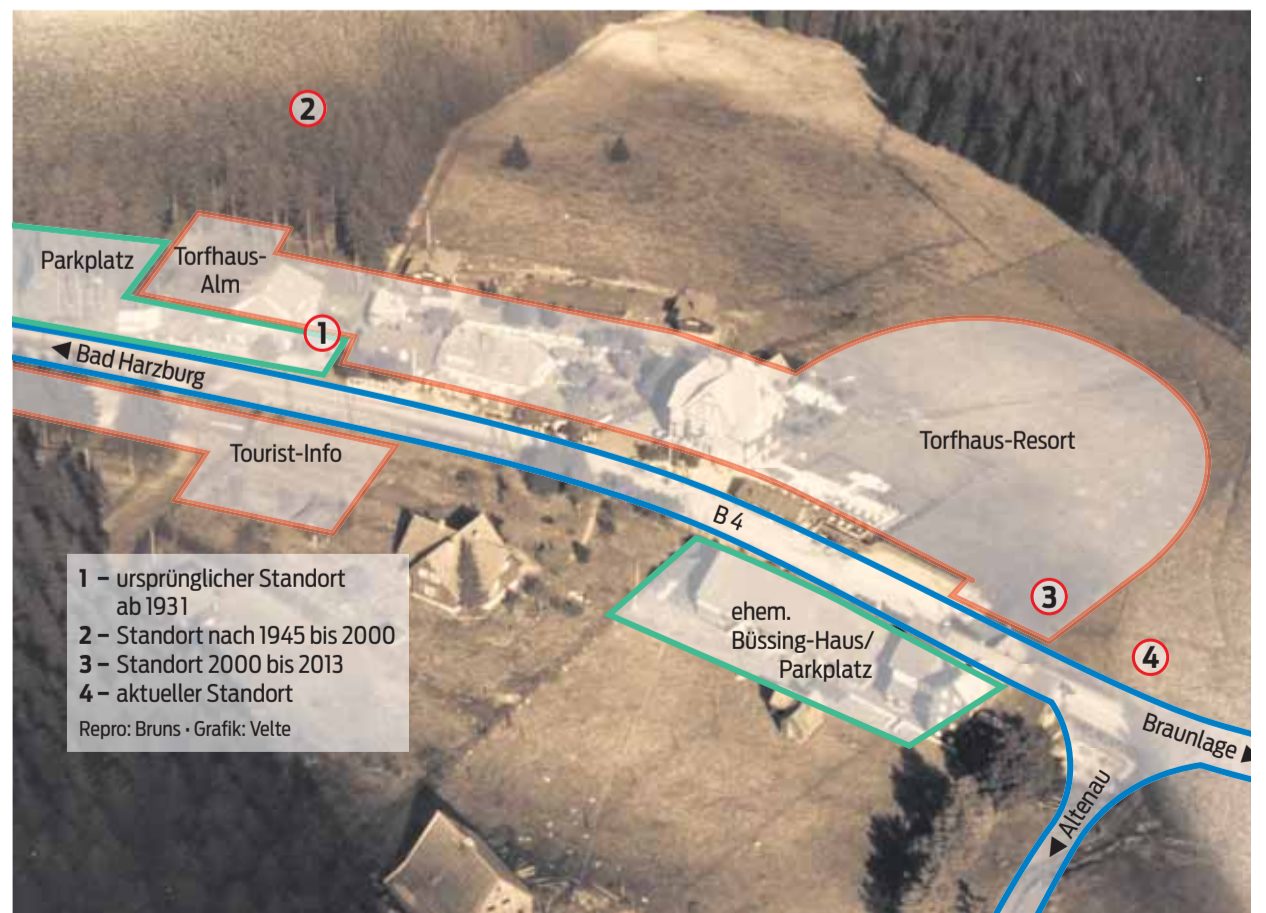 2
Parkplatz
Torfhaus-
Alm
1
◀ Bad Harzburg
Tourist-Info
Torfhaus-Resort
B 4
3
ehem.
Büssing-Haus/
Parkplatz
4
Braunlage ▶
◀ Altenau
1 – ursprünglicher Standort
ab 1931
2 – Standort nach 1945 bis 2000
3 – Standort 2000 bis 2013
4 – aktueller Standort
Repro: Bruns • Grafik: Velte